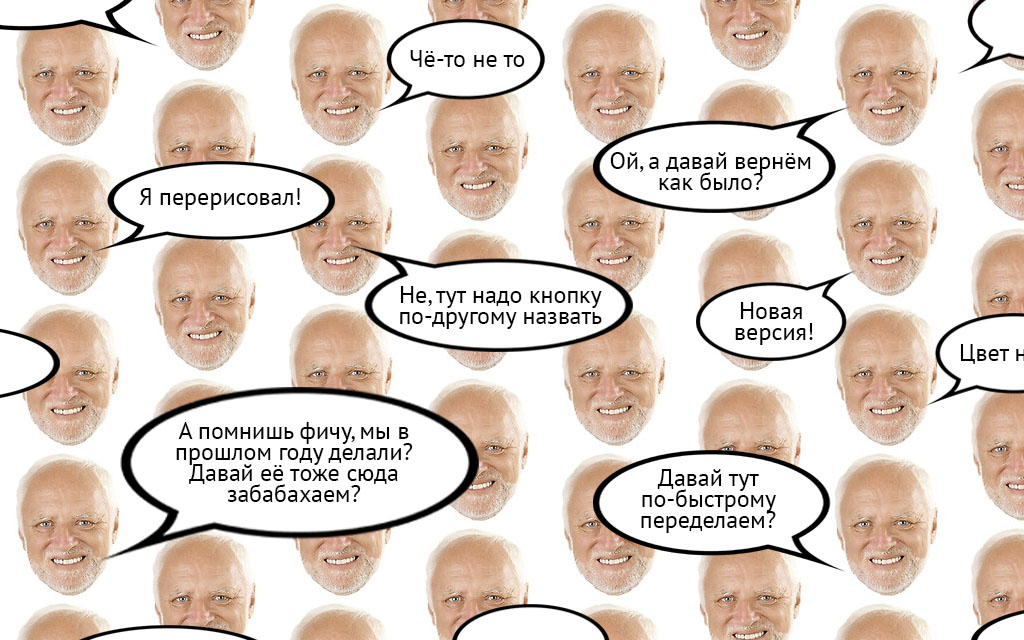 Чё-то не то
Ой, а давай вернём
как было?
Я перерисовал!
Не, тут надо кнопку
по-другому назвать
Новая
версия!
Цвет н
А помнишь фичу, мы в
прошлом году делали?
Давай её тоже сюда
забабахаем?
Давай тут
по-быстрому
переделаем?